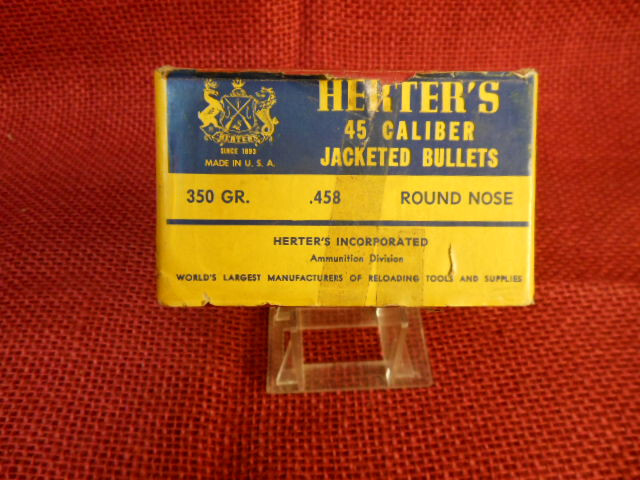 HERTER'S
45 CALIBER
JACKETED BULLETS
HERTERS
SINCE 1893
MADE IN U. S. A.
350 GR. .458 ROUND NOSE
HERTER'S INCORPORATED
Ammunition Division
WORLD'S LARGEST MANUFACTURERS OF RELOADING TOOLS AND SUPPLIES